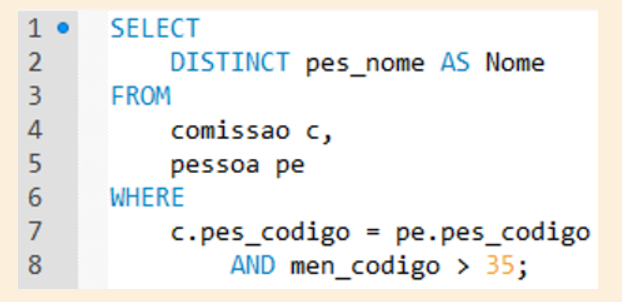 1 SELECT
2 DISTINCT pes_nome AS Nome
3 FROM
4 comissao c,
5 pessoa pe
6 WHERE
7 c.pes_codigo = pe.pes_codigo
8 AND men_codigo > 35;